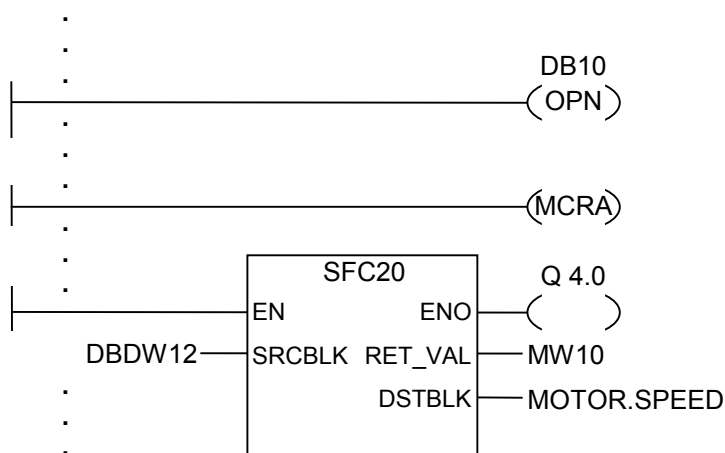 DB10
OPN
MCRA
SFC20
Q 4.0
EN ENO
DBDW12 SRCBLK RET_VAL MW10
DSTBLK MOTOR.SPEED